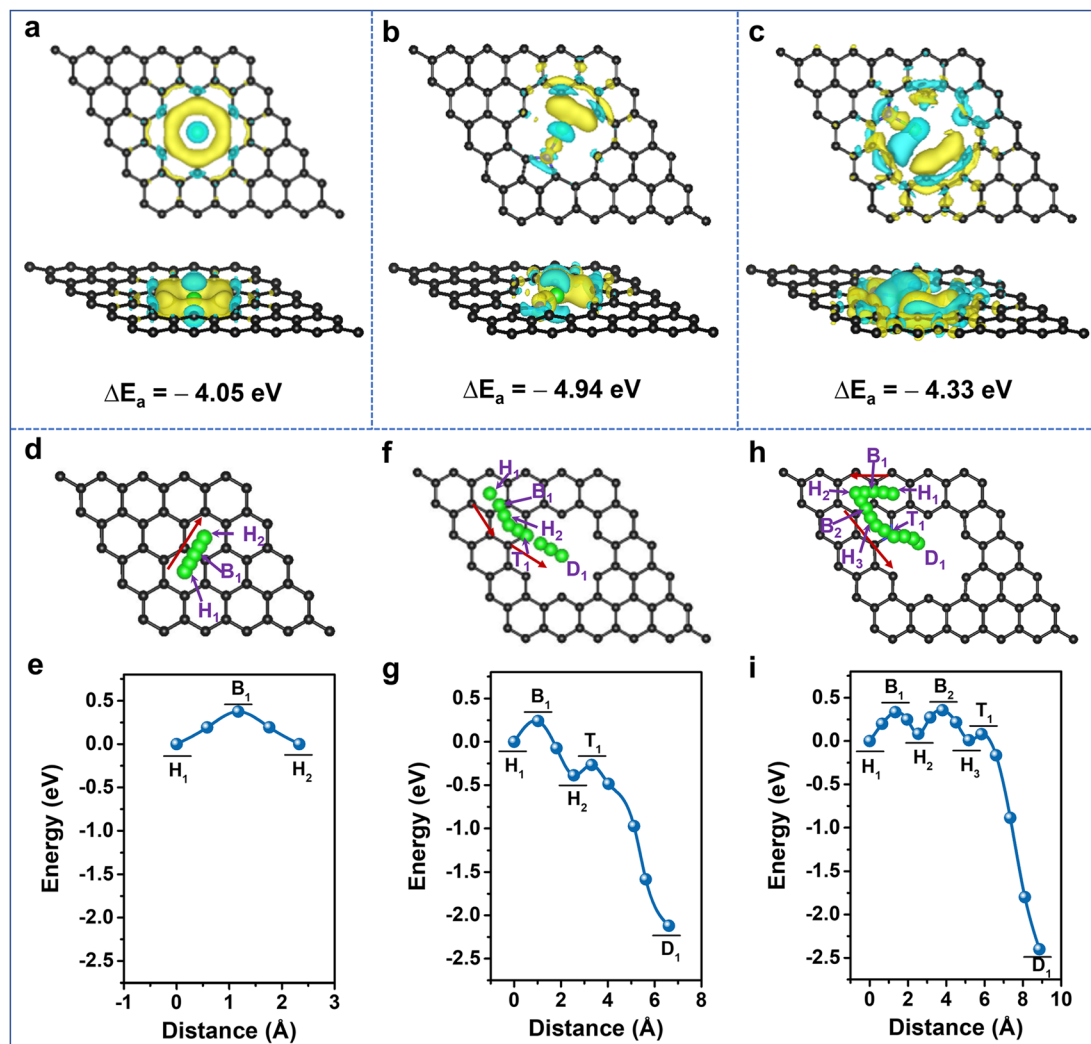 a
b
c
ΔEₐ = − 4.05 eV
ΔEₐ = − 4.94 eV
ΔEₐ = − 4.33 eV
d
H₂
B₁
H₁
f
H₁
B₁
H₂
T₁
D₁
h
B₁
H₂
H₁
B₂
T₁
H₃
D₁
e
0.5
0.0
-0.5
-1.0
-1.5
-2.0
-2.5
Energy (eV)
B₁
H₁
H₂
-1
0
1
2
3
Distance (Å)
g
0.5
0.0
-0.5
-1.0
-1.5
-2.0
-2.5
Energy (eV)
B₁
H₁
T₁
H₂
D₁
0
2
4
6
8
Distance (Å)
i
0.5
0.0
-0.5
-1.0
-1.5
-2.0
-2.5
Energy (eV)
B₁
B₂
T₁
H₁
H₂
H₃
D₁
0
2
4
6
8
10
Distance (Å)